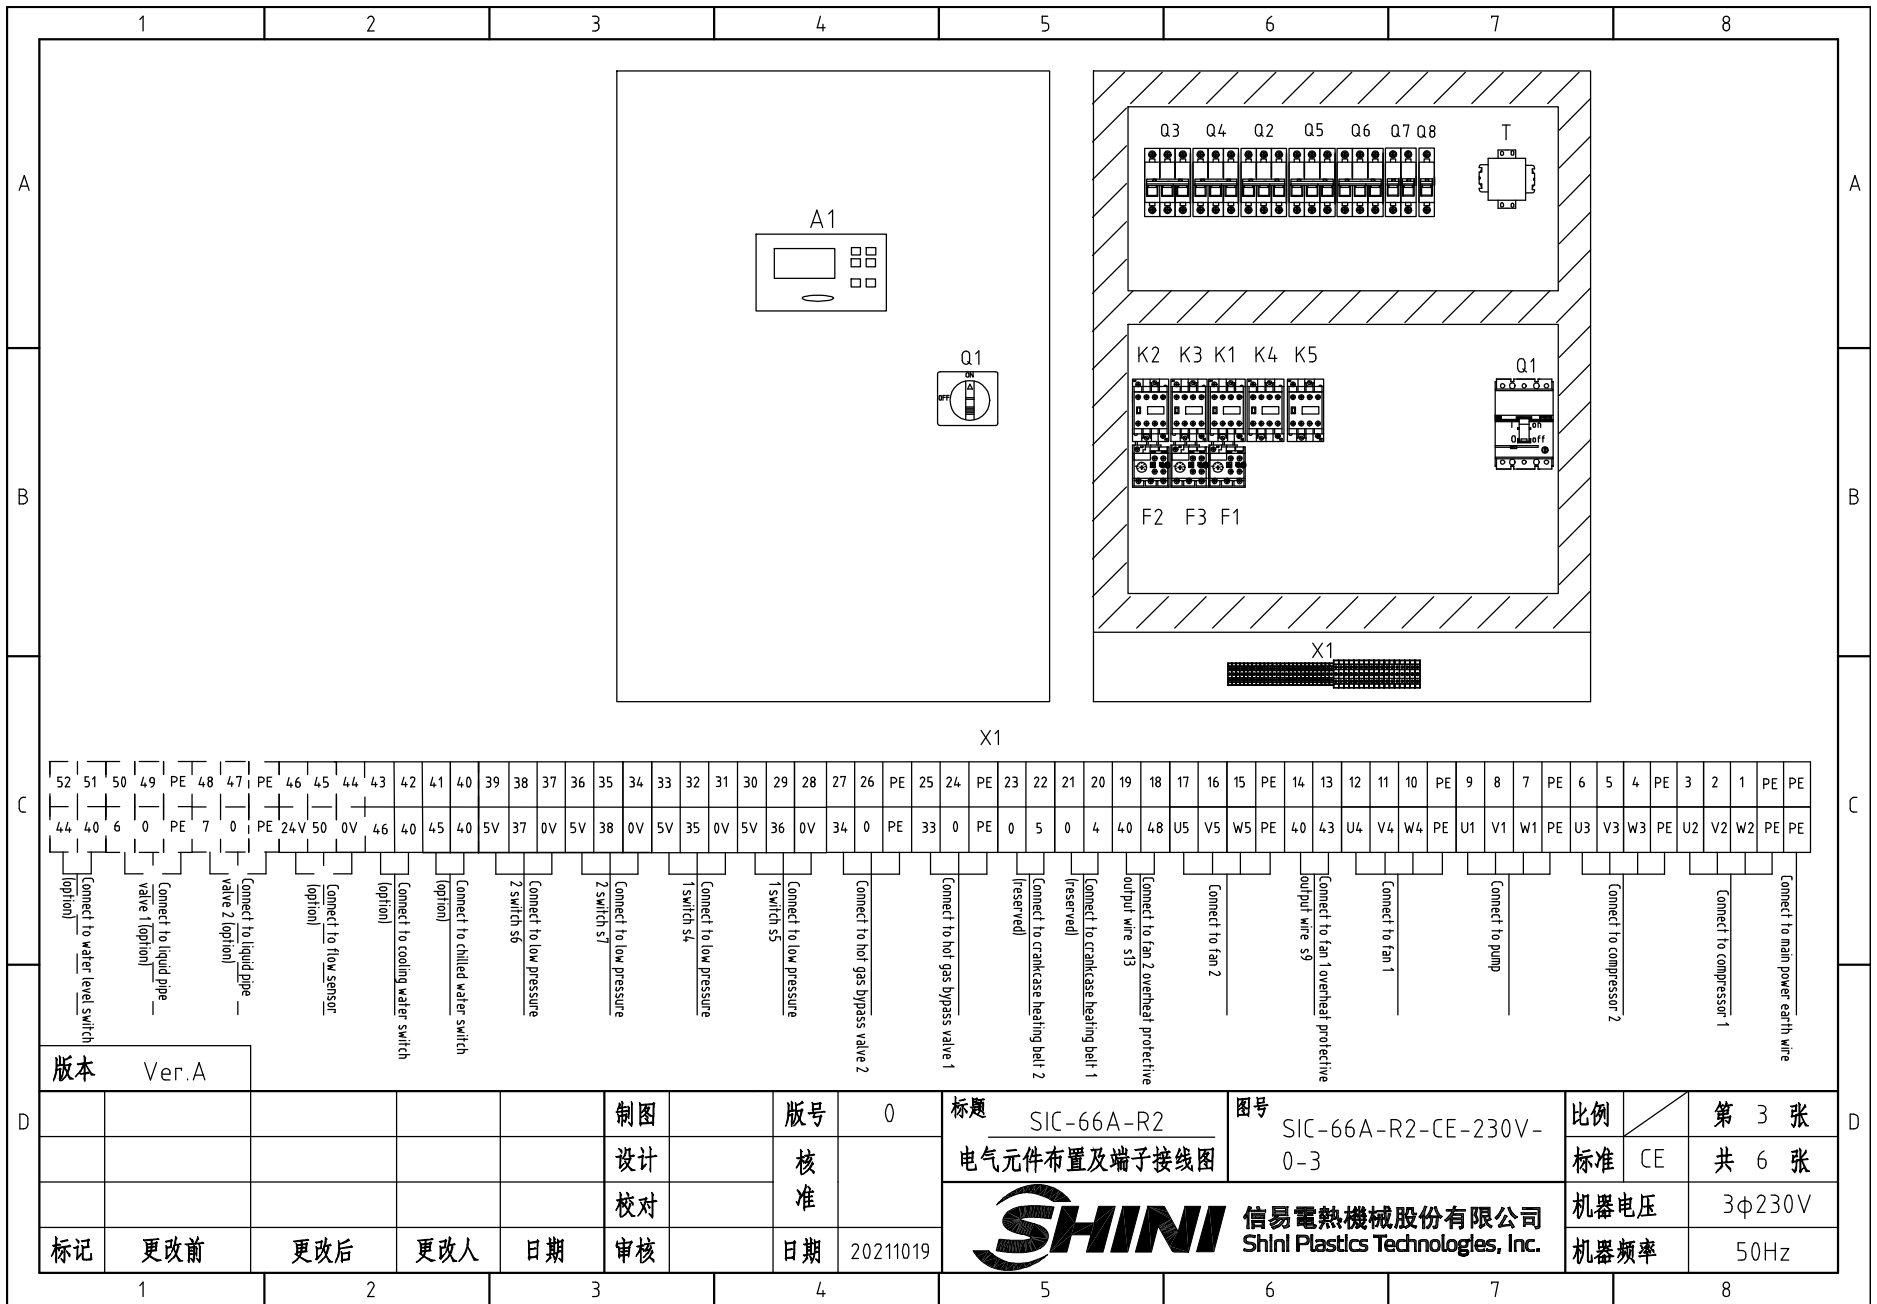 1 2 3 4 5 6 7 8
A A
B B
C C
D D
A1
Q1
ON
OFF
Q3 Q4 Q2 Q5 Q6 Q7 Q8 T
K2 K3 K1 K4 K5 Q1
on
off
F2 F3 F1
X1
X1
52 51 50 49 PE 48 47 PE 46 45 44 43 42 41 40 39 38 37 36 35 34 33 32 31 30 29 28 27 26 PE 25 24 PE 23 22 21 20 19 18 17 16 15 PE 14 13 12 11 10 PE 9 8 7 PE 6 5 4 PE 3 2 1 PE PE
44 40 6 0 PE 7 0 PE 24V 50 0V 46 40 45 40 5V 37 0V 5V 38 0V 5V 35 0V 5V 36 0V 34 0 PE 33 0 PE 0 5 0 4 40 48 U5 V5 W5 PE 40 43 U4 V4 W4 PE U1 V1 W1 PE U3 V3 W3 PE U2 V2 W2 PE PE
Connect to water level switch
(option)
Connect to liquid pipe
valve 1 (option)
Connect to liquid pipe
valve 2 (option)
Connect to flow sensor
(option)
Connect to cooling water switch
(option)
Connect to chilled water switch
(option)
Connect to low pressure
2 switch s6
Connect to low pressure
2 switch s7
Connect to low pressure
1 switch s4
Connect to low pressure
1 switch s5
Connect to hot gas bypass valve 2
Connect to hot gas bypass valve 1
Connect to crankcase heating belt 2
(reserved)
Connect to crankcase heating belt 1
(reserved)
Connect to fan 2 overheat protective
output wire s13
Connect to fan 2
Connect to fan 1 overheat protective
output wire s9
Connect to fan 1
Connect to pump
Connect to compressor 2
Connect to compressor 1
Connect to main power earth wire
版本 Ver.A
制图 版号 0
设计 核准
校对
标记 更改前 更改后 更改人 日期 审核 日期 20211019
标题 SIC-66A-R2
电气元件布置及端子接线图
图号 SIC-66A-R2-CE-230V-
0-3
比例 第 3 张
标准 CE 共 6 张
机器电压 3φ230V
机器频率 50Hz
SHINI
信易電熱機械股份有限公司
Shini Plastics Technologies, Inc.
1 2 3 4 5 6 7 8